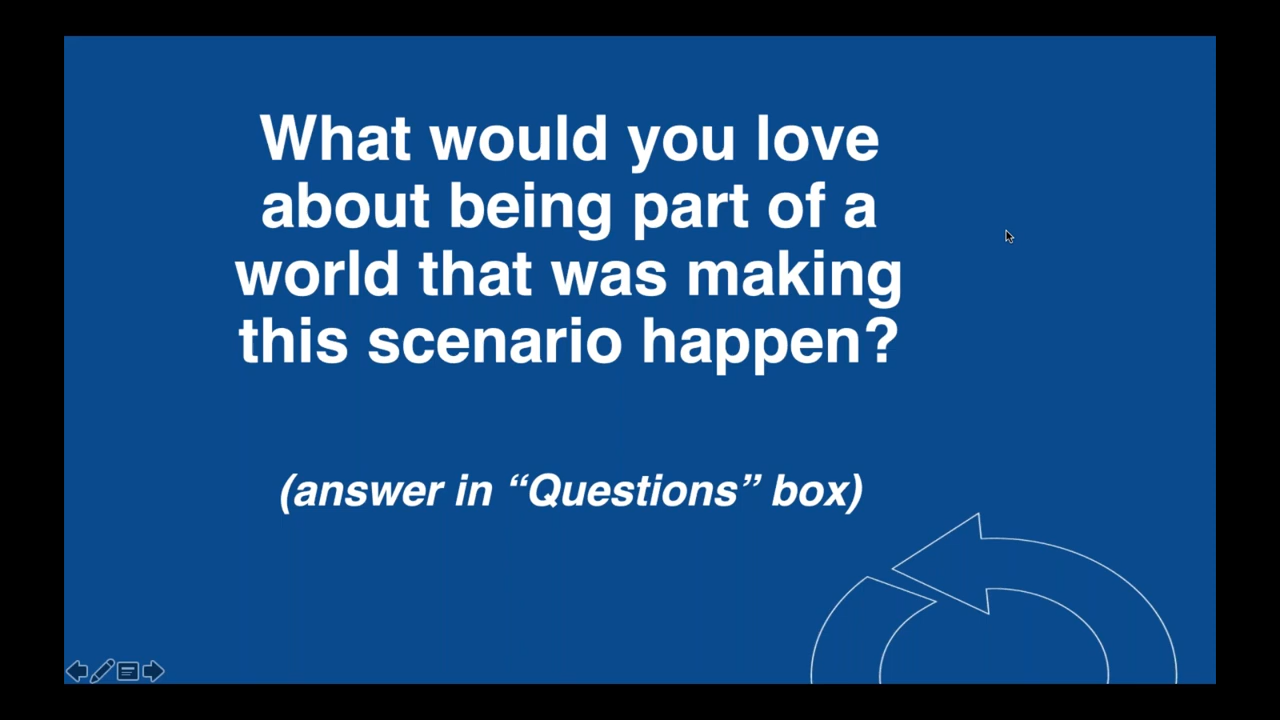 What would you love
about being part of a
world that was making
this scenario happen?
(answer in “Questions” box)